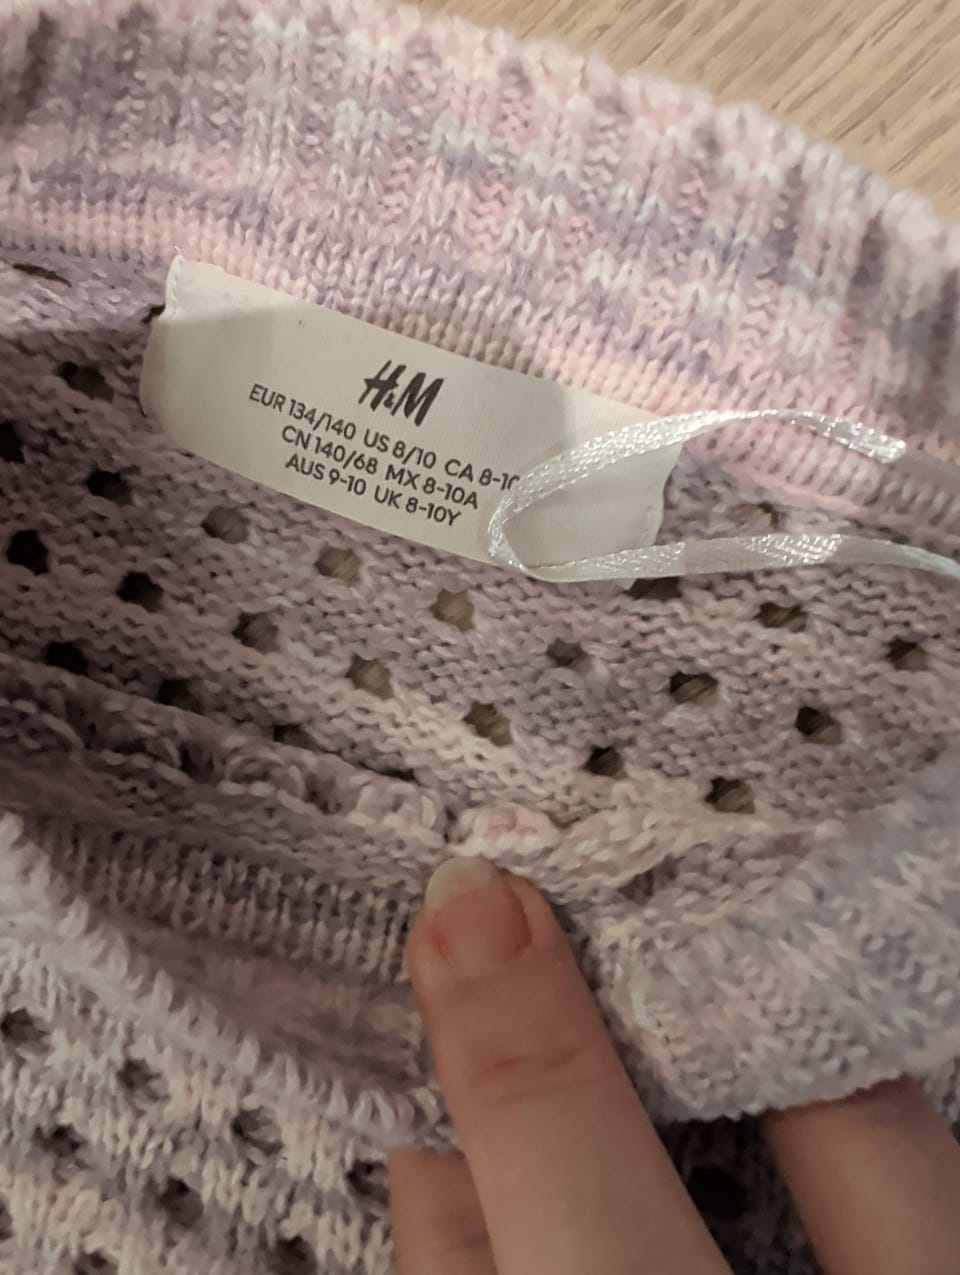 H&M
EUR 134/140 US 8/10 CA 8-10
CN 140/68 MX 8-10A
AUS 9-10 UK 8-10Y